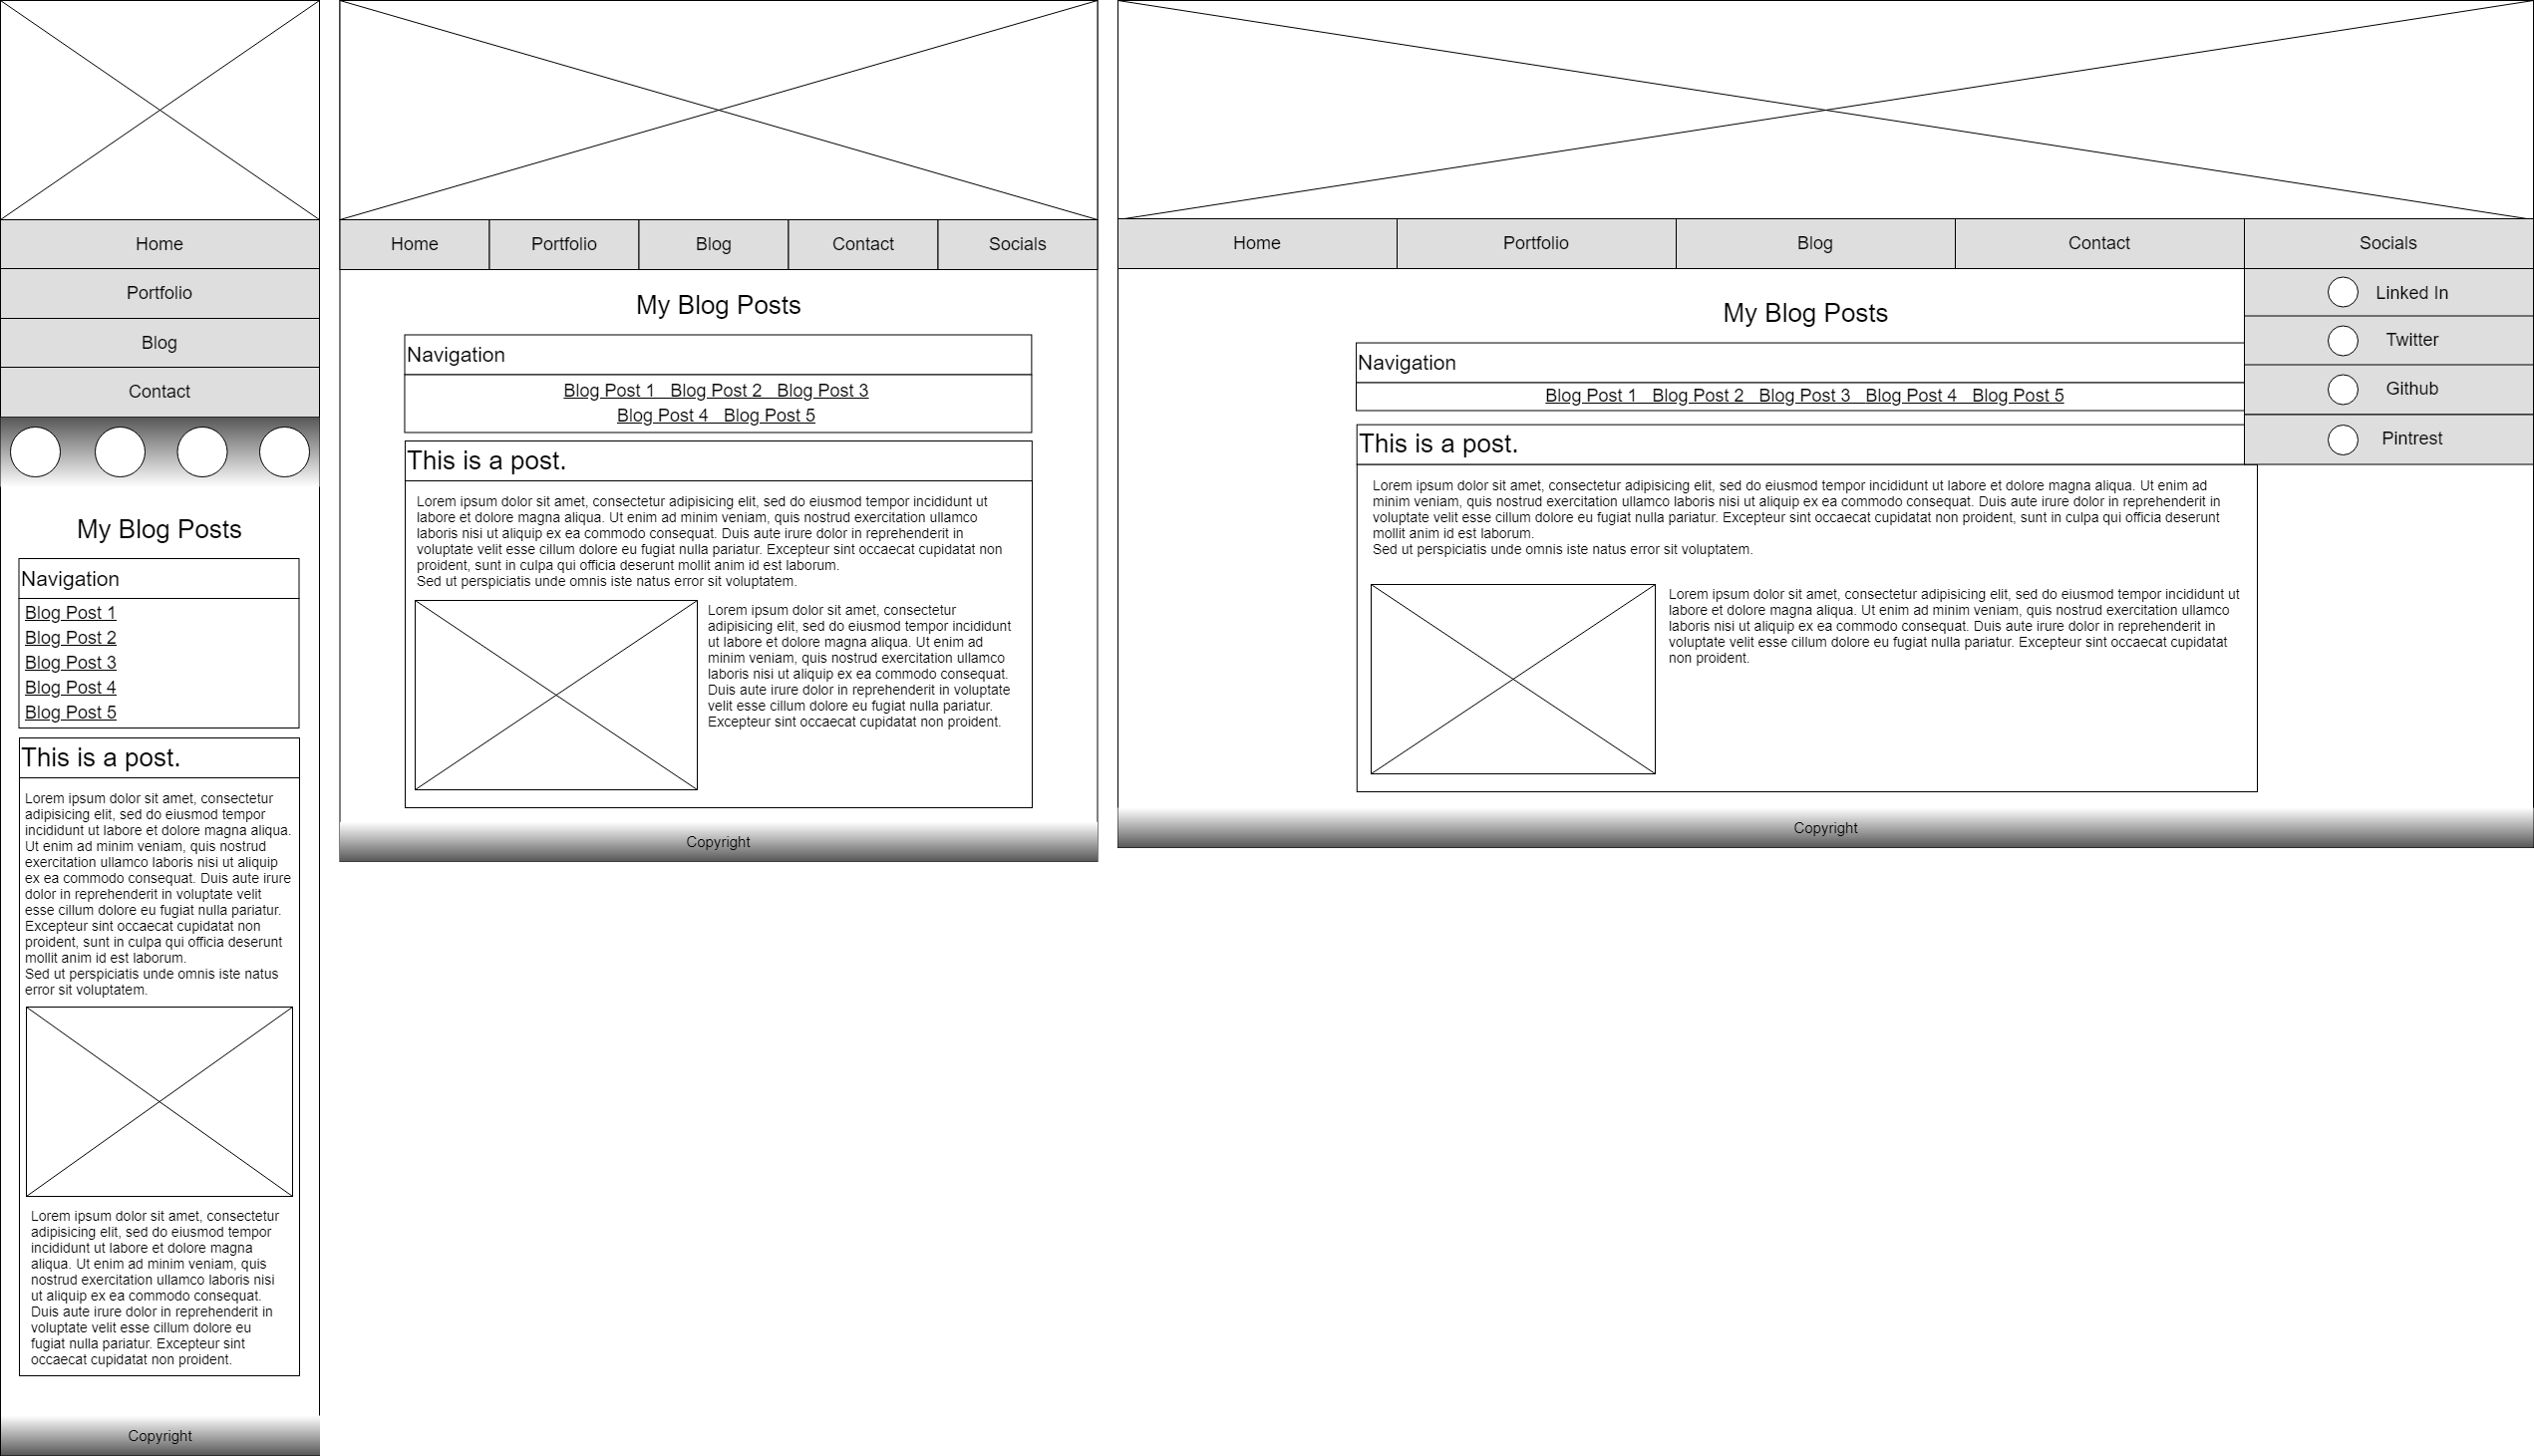 Home
Portfolio
Blog
Contact
My Blog Posts
Navigation
Blog Post 1
Blog Post 2
Blog Post 3
Blog Post 4
Blog Post 5
This is a post.
Lorem ipsum dolor sit amet, consectetur
adipisicing elit, sed do eiusmod tempor
incididunt ut labore et dolore magna aliqua.
Ut enim ad minim veniam, quis nostrud
exercitation ullamco laboris nisi ut aliquip
ex ea commodo consequat. Duis aute irure
dolor in reprehenderit in voluptate velit
esse cillum dolore eu fugiat nulla pariatur.
Excepteur sint occaecat cupidatat non
proident, sunt in culpa qui officia deserunt
mollit anim id est laborum.
Sed ut perspiciatis unde omnis iste natus
error sit voluptatem.
Lorem ipsum dolor sit amet, consectetur
adipisicing elit, sed do eiusmod tempor
incididunt ut labore et dolore magna
aliqua. Ut enim ad minim veniam, quis
nostrud exercitation ullamco laboris nisi
ut aliquip ex ea commodo consequat.
Duis aute irure dolor in reprehenderit in
voluptate velit esse cillum dolore eu
fugiat nulla pariatur. Excepteur sint
occaecat cupidatat non proident.
Copyright
Home Portfolio Blog Contact Socials
My Blog Posts
Navigation
Blog Post 1 Blog Post 2 Blog Post 3
Blog Post 4 Blog Post 5
This is a post.
Lorem ipsum dolor sit amet, consectetur adipisicing elit, sed do eiusmod tempor incididunt ut
labore et dolore magna aliqua. Ut enim ad minim veniam, quis nostrud exercitation ullamco
laboris nisi ut aliquip ex ea commodo consequat. Duis aute irure dolor in reprehenderit in
voluptate velit esse cillum dolore eu fugiat nulla pariatur. Excepteur sint occaecat cupidatat non
proident, sunt in culpa qui officia deserunt mollit anim id est laborum.
Sed ut perspiciatis unde omnis iste natus error sit voluptatem.
Lorem ipsum dolor sit amet, consectetur
adipisicing elit, sed do eiusmod tempor incididunt
ut labore et dolore magna aliqua. Ut enim ad
minim veniam, quis nostrud exercitation ullamco
laboris nisi ut aliquip ex ea commodo consequat.
Duis aute irure dolor in reprehenderit in voluptate
velit esse cillum dolore eu fugiat nulla pariatur.
Excepteur sint occaecat cupidatat non proident.
Copyright
Home Portfolio Blog Contact Socials
Linked In
Twitter
Github
Pintrest
My Blog Posts
Navigation
Blog Post 1 Blog Post 2 Blog Post 3 Blog Post 4 Blog Post 5
This is a post.
Lorem ipsum dolor sit amet, consectetur adipisicing elit, sed do eiusmod tempor incididunt ut labore et dolore magna aliqua. Ut enim ad
minim veniam, quis nostrud exercitation ullamco laboris nisi ut aliquip ex ea commodo consequat. Duis aute irure dolor in reprehenderit in
voluptate velit esse cillum dolore eu fugiat nulla pariatur. Excepteur sint occaecat cupidatat non proident, sunt in culpa qui officia deserunt
mollit anim id est laborum.
Sed ut perspiciatis unde omnis iste natus error sit voluptatem.
Lorem ipsum dolor sit amet, consectetur adipisicing elit, sed do eiusmod tempor incididunt ut
labore et dolore magna aliqua. Ut enim ad minim veniam, quis nostrud exercitation ullamco
laboris nisi ut aliquip ex ea commodo consequat. Duis aute irure dolor in reprehenderit in
voluptate velit esse cillum dolore eu fugiat nulla pariatur. Excepteur sint occaecat cupidatat
non proident.
Copyright